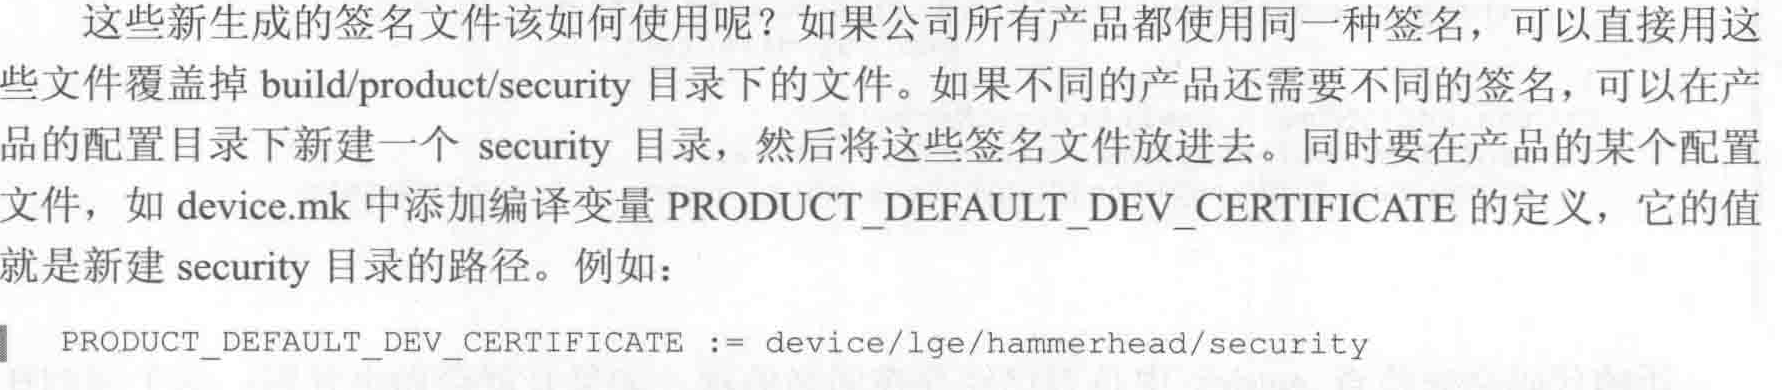 这些新生成的签名文件该如何使用呢？如果公司所有产品都使用同一种签名，可以直接用这
些文件覆盖掉 build/product/security 目录下的文件。如果不同的产品还需要不同的签名，可以在产
品的配置目录下新建一个 security 目录，然后将这些签名文件放进去。同时要在产品的某个配置
文件，如 device.mk 中添加编译变量 PRODUCT_DEFAULT_DEV_CERTIFICATE 的定义，它的值
就是新建 security 目录的路径。例如：
PRODUCT_DEFAULT_DEV_CERTIFICATE := device/lge/hammerhead/security